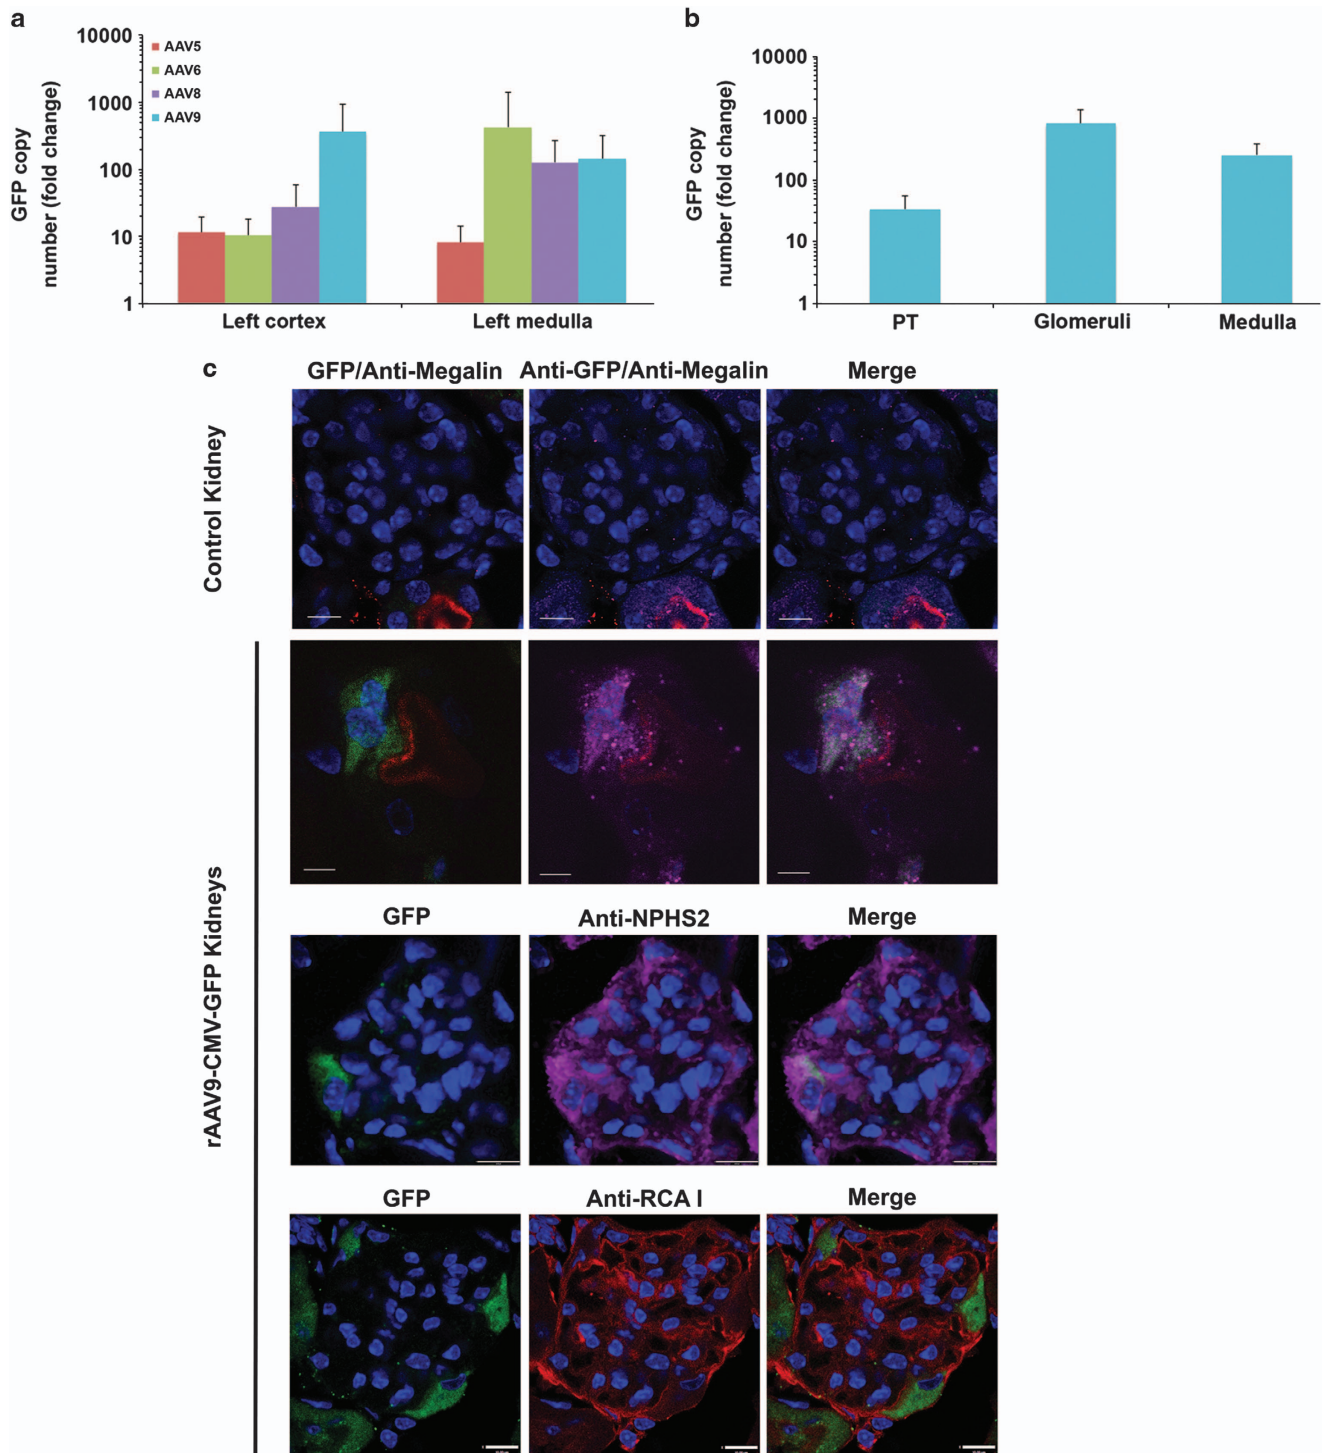 a
GFP copy
number (fold change)
10000
1000
100
10
1
AAV5
AAV6
AAV8
AAV9
Left cortex
Left medulla
b
GFP copy
number (fold change)
10000
1000
100
10
1
PT
Glomeruli
Medulla
c
GFP/Anti-Megalin
Anti-GFP/Anti-Megalin
Merge
Control Kidney
rAAV9-CMV-GFP Kidneys
GFP
Anti-NPHS2
Merge
GFP
Anti-RCA I
Merge